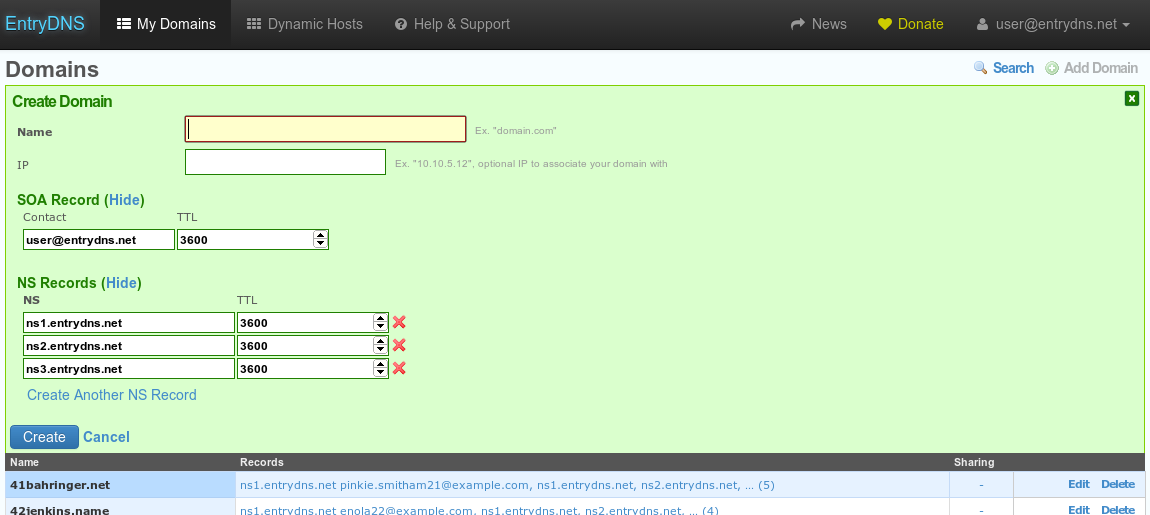 EntryDNS My Domains Dynamic Hosts Help & Support News Donate user@entrydns.net
Domains Search Add Domain
Create Domain x
Name Ex. "domain.com"
IP Ex. "10.10.5.12", optional IP to associate your domain with
SOA Record (Hide)
Contact TTL
user@entrydns.net 3600
NS Records (Hide)
NS TTL
ns1.entrydns.net 3600
ns2.entrydns.net 3600
ns3.entrydns.net 3600
Create Another NS Record
Create Cancel
Name Records Sharing
41bahringer.net ns1.entrydns.net pinkie.smitham21@example.com, ns1.entrydns.net, ns2.entrydns.net, ... (5) - Edit Delete
42jenkins.name ns1.entrydns.net enola22@example.com, ns1.entrydns.net, ns2.entrydns.net, ... (4) - Edit Delete